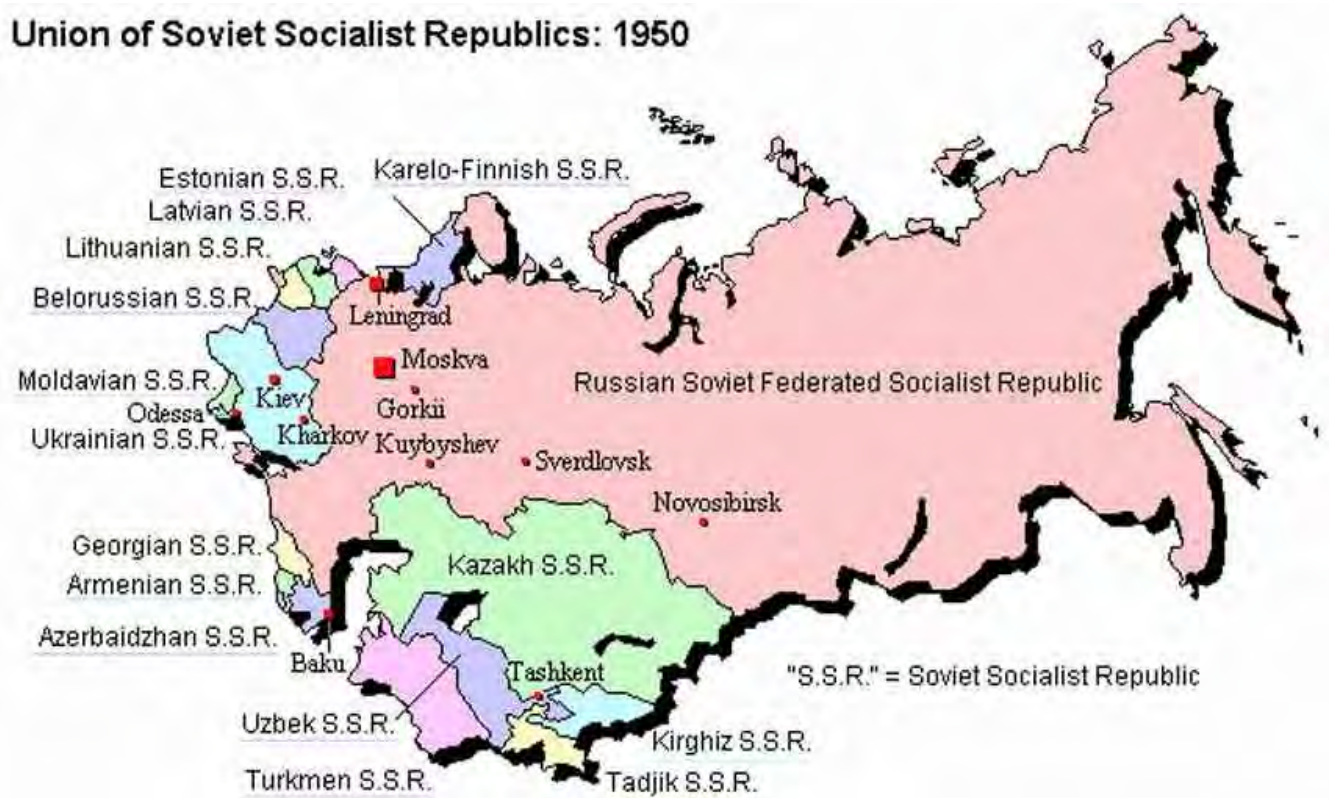 Union of Soviet Socialist Republics: 1950
Estonian S.S.R.
Karelo-Finnish S.S.R.
Latvian S.S.R.
Lithuanian S.S.R.
Belorussian S.S.R.
Leningrad
Moskva
Moldavian S.S.R.
Russian Soviet Federated Socialist Republic
Kiev
Gorkii
Odessa
Ukrainian S.S.R.
Kharkov
Kuybyshev
Sverdlovsk
Novosibirsk
Georgian S.S.R.
Kazakh S.S.R.
Armenian S.S.R.
Azerbaidzhan S.S.R.
Baku
Tashkent
"S.S.R." = Soviet Socialist Republic
Uzbek S.S.R.
Kirghiz S.S.R.
Turkmen S.S.R.
Tadjik S.S.R.